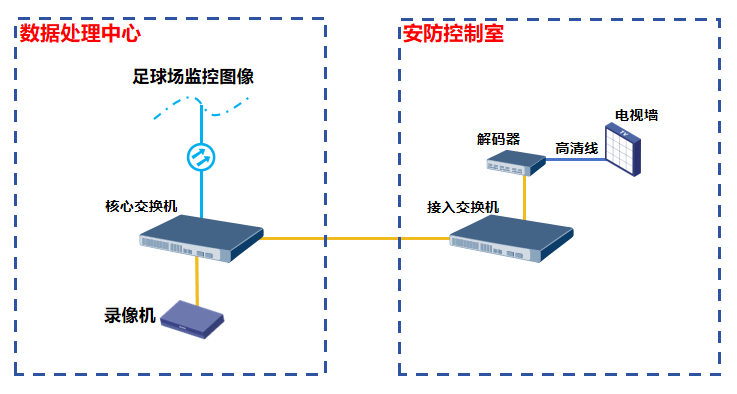 数据处理中心
安防控制室
足球场监控图像
电视墙
TV
解码器
高清线
核心交换机
接入交换机
录像机